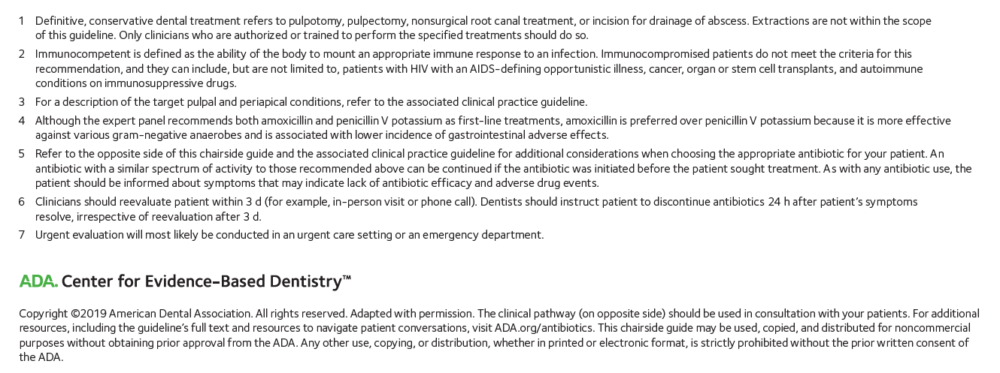 1 Definitive, conservative dental treatment refers to pulpotomy, pulpectomy, nonsurgical root canal treatment, or incision for drainage of abscess. Extractions are not within the scope
of this guideline. Only clinicians who are authorized or trained to perform the specified treatments should do so.
2 Immunocompetent is defined as the ability of the body to mount an appropriate immune response to an infection. Immunocompromised patients do not meet the criteria for this
recommendation, and they can include, but are not limited to, patients with HIV with an AIDS-defining opportunistic illness, cancer, organ or stem cell transplants, and autoimmune
conditions on immunosuppressive drugs.
3 For a description of the target pulpal and periapical conditions, refer to the associated clinical practice guideline.
4 Although the expert panel recommends both amoxicillin and penicillin V potassium as first-line treatments, amoxicillin is preferred over penicillin V potassium because it is more effective
against various gram-negative anaerobes and is associated with lower incidence of gastrointestinal adverse effects.
5 Refer to the opposite side of this chairside guide and the associated clinical practice guideline for additional considerations when choosing the appropriate antibiotic for your patient. An
antibiotic with a similar spectrum of activity to those recommended above can be continued if the antibiotic was initiated before the patient sought treatment. As with any antibiotic use, the
patient should be informed about symptoms that may indicate lack of antibiotic efficacy and adverse drug events.
6 Clinicians should reevaluate patient within 3 d (for example, in-person visit or phone call). Dentists should instruct patient to discontinue antibiotics 24 h after patient's symptoms
resolve, irrespective of reevaluation after 3 d.
7 Urgent evaluation will most likely be conducted in an urgent care setting or an emergency department.
ADA. Center for Evidence-Based Dentistry™
Copyright ©2019 American Dental Association. All rights reserved. Adapted with permission. The clinical pathway (on opposite side) should be used in consultation with your patients. For additional
resources, including the guideline's full text and resources to navigate patient conversations, visit ADA.org/antibiotics. This chairside guide may be used, copied, and distributed for noncommercial
purposes without obtaining prior approval from the ADA. Any other use, copying, or distribution, whether in printed or electronic format, is strictly prohibited without the prior written consent of
the ADA.